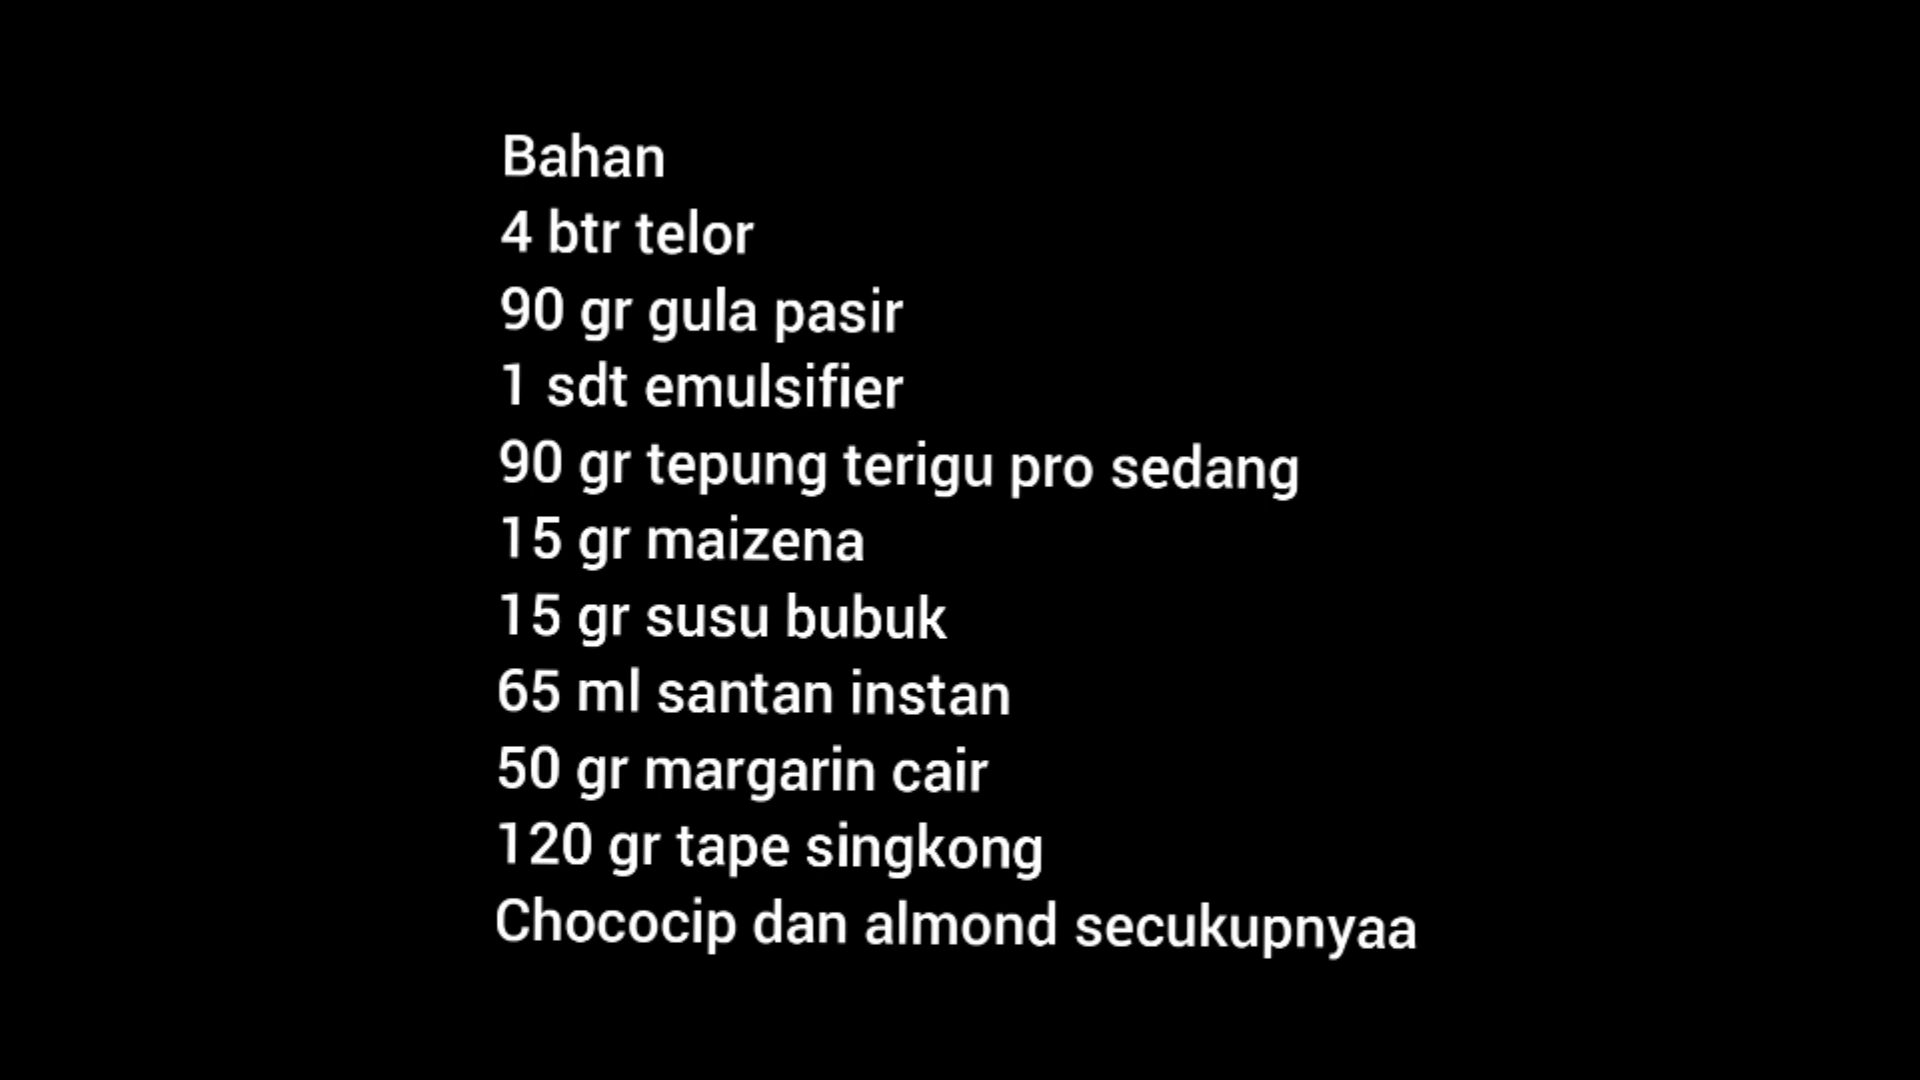 Bahan
4 btr telor
90 gr gula pasir
1 sdt emulsifier
90 gr tepung terigu pro sedang
15 gr maizena
15 gr susu bubuk
65 ml santan instan
50 gr margarin cair
120 gr tape singkong
Chococip dan almond secukupnyaa